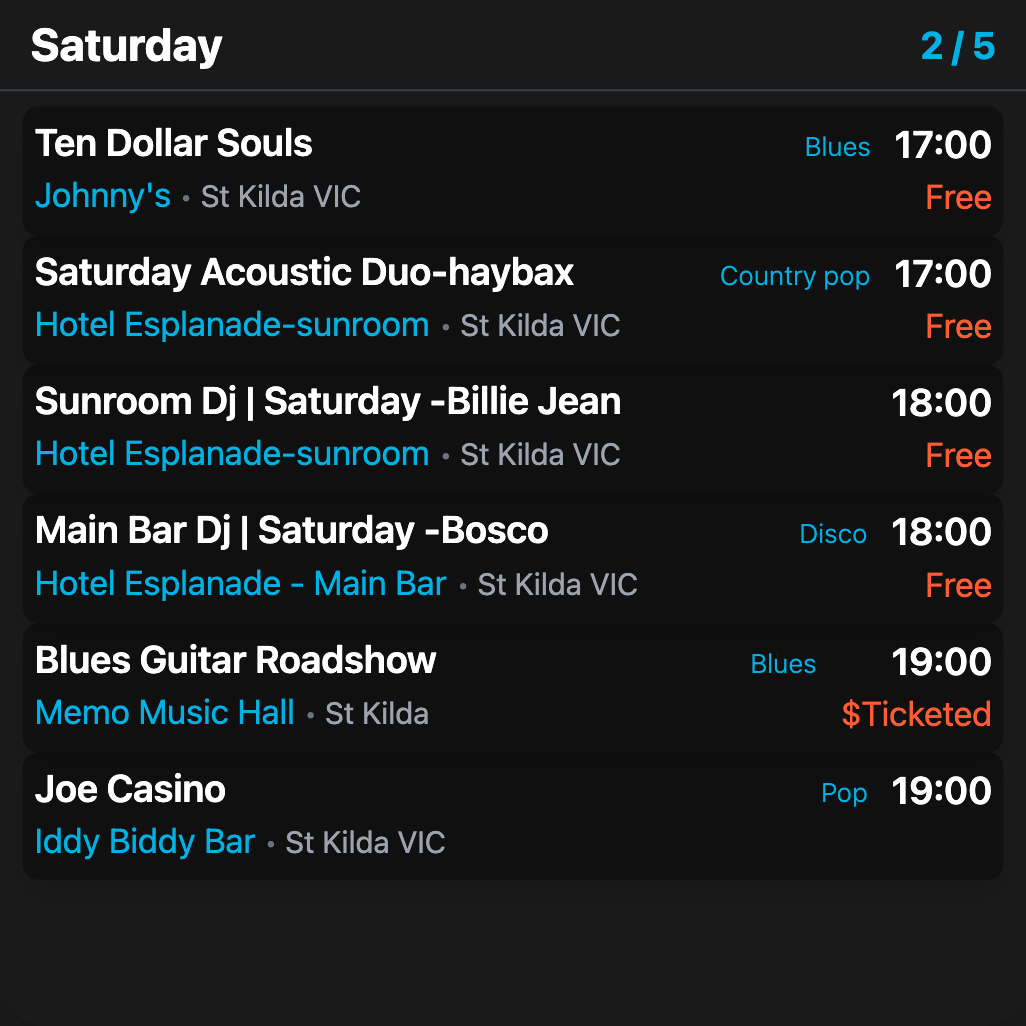 Saturday 2 / 5
Ten Dollar Souls Blues 17:00
Johnny's • St Kilda VIC Free
Saturday Acoustic Duo-haybax Country pop 17:00
Hotel Esplanade-sunroom • St Kilda VIC Free
Sunroom Dj | Saturday -Billie Jean 18:00
Hotel Esplanade-sunroom • St Kilda VIC Free
Main Bar Dj | Saturday -Bosco Disco 18:00
Hotel Esplanade - Main Bar • St Kilda VIC Free
Blues Guitar Roadshow Blues 19:00
Memo Music Hall • St Kilda $Ticketed
Joe Casino Pop 19:00
Iddy Biddy Bar • St Kilda VIC